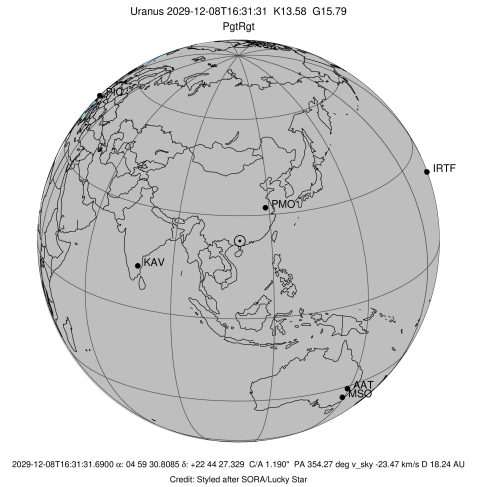 Uranus 2029-12-08T16:31:31 K13.58 G15.79
PgtRgt
PIC
IRTF
PMO
KAV
AAT
MSO
2029-12-08T16:31:31.6900 α: 04 59 30.8085 δ: +22 44 27.329 C/A 1.190" PA 354.27 deg v_sky -23.47 km/s D 18.24 AU
Credit: Styled after SORA/Lucky Star